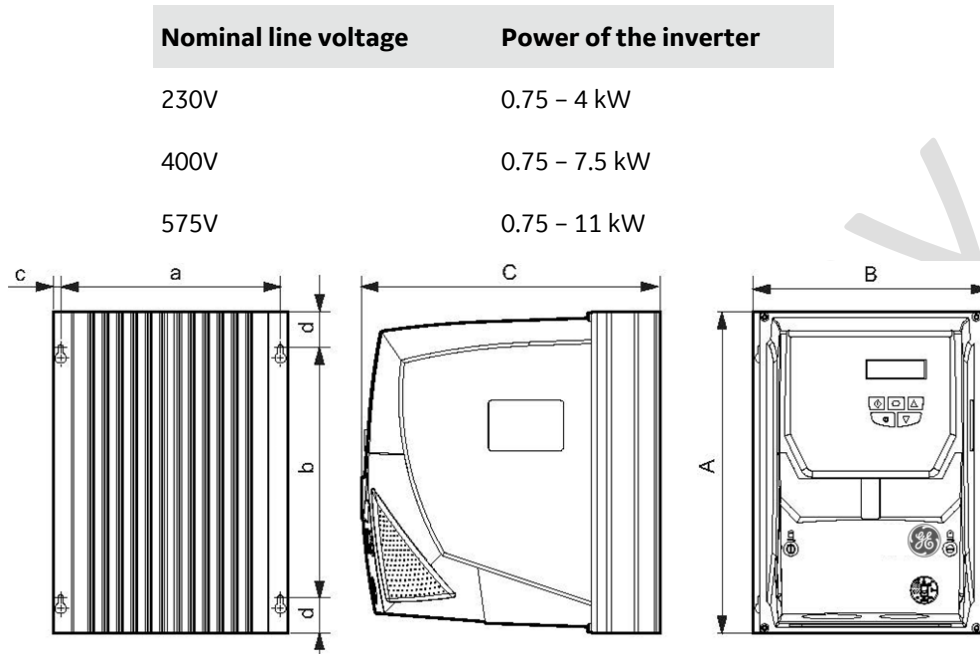 Nominal line voltage Power of the inverter
230V 0.75 – 4 kW
400V 0.75 – 7.5 kW
575V 0.75 – 11 kW
c a C B
d
b A
d
GE